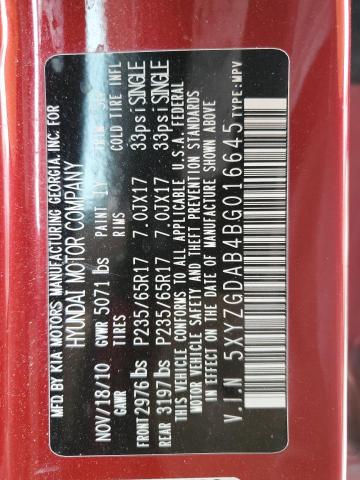 MFD BY KIA MOTORS MANUFACTURING GEORGIA, INC. FOR
HYUNDAI MOTOR COMPANY
NOV/18/10 GVWR 5071 lbs PAINT TRIM
GAWR TIRES RIMS COLD TIRE INFL
FRONT 2976 lbs P235/65R17 7.0JX17 33psi SINGLE
REAR 3197 lbs P235/65R17 7.0JX17 33psi SINGLE
THIS VEHICLE CONFORMS TO ALL APPLICABLE U.S.A. FEDERAL
MOTOR VEHICLE SAFETY AND THEFT PREVENTION STANDARDS
IN EFFECT ON THE DATE OF MANUFACTURE SHOWN ABOVE.
V.I.N 5XYZGDAB4BG016645 TYPE:MPV